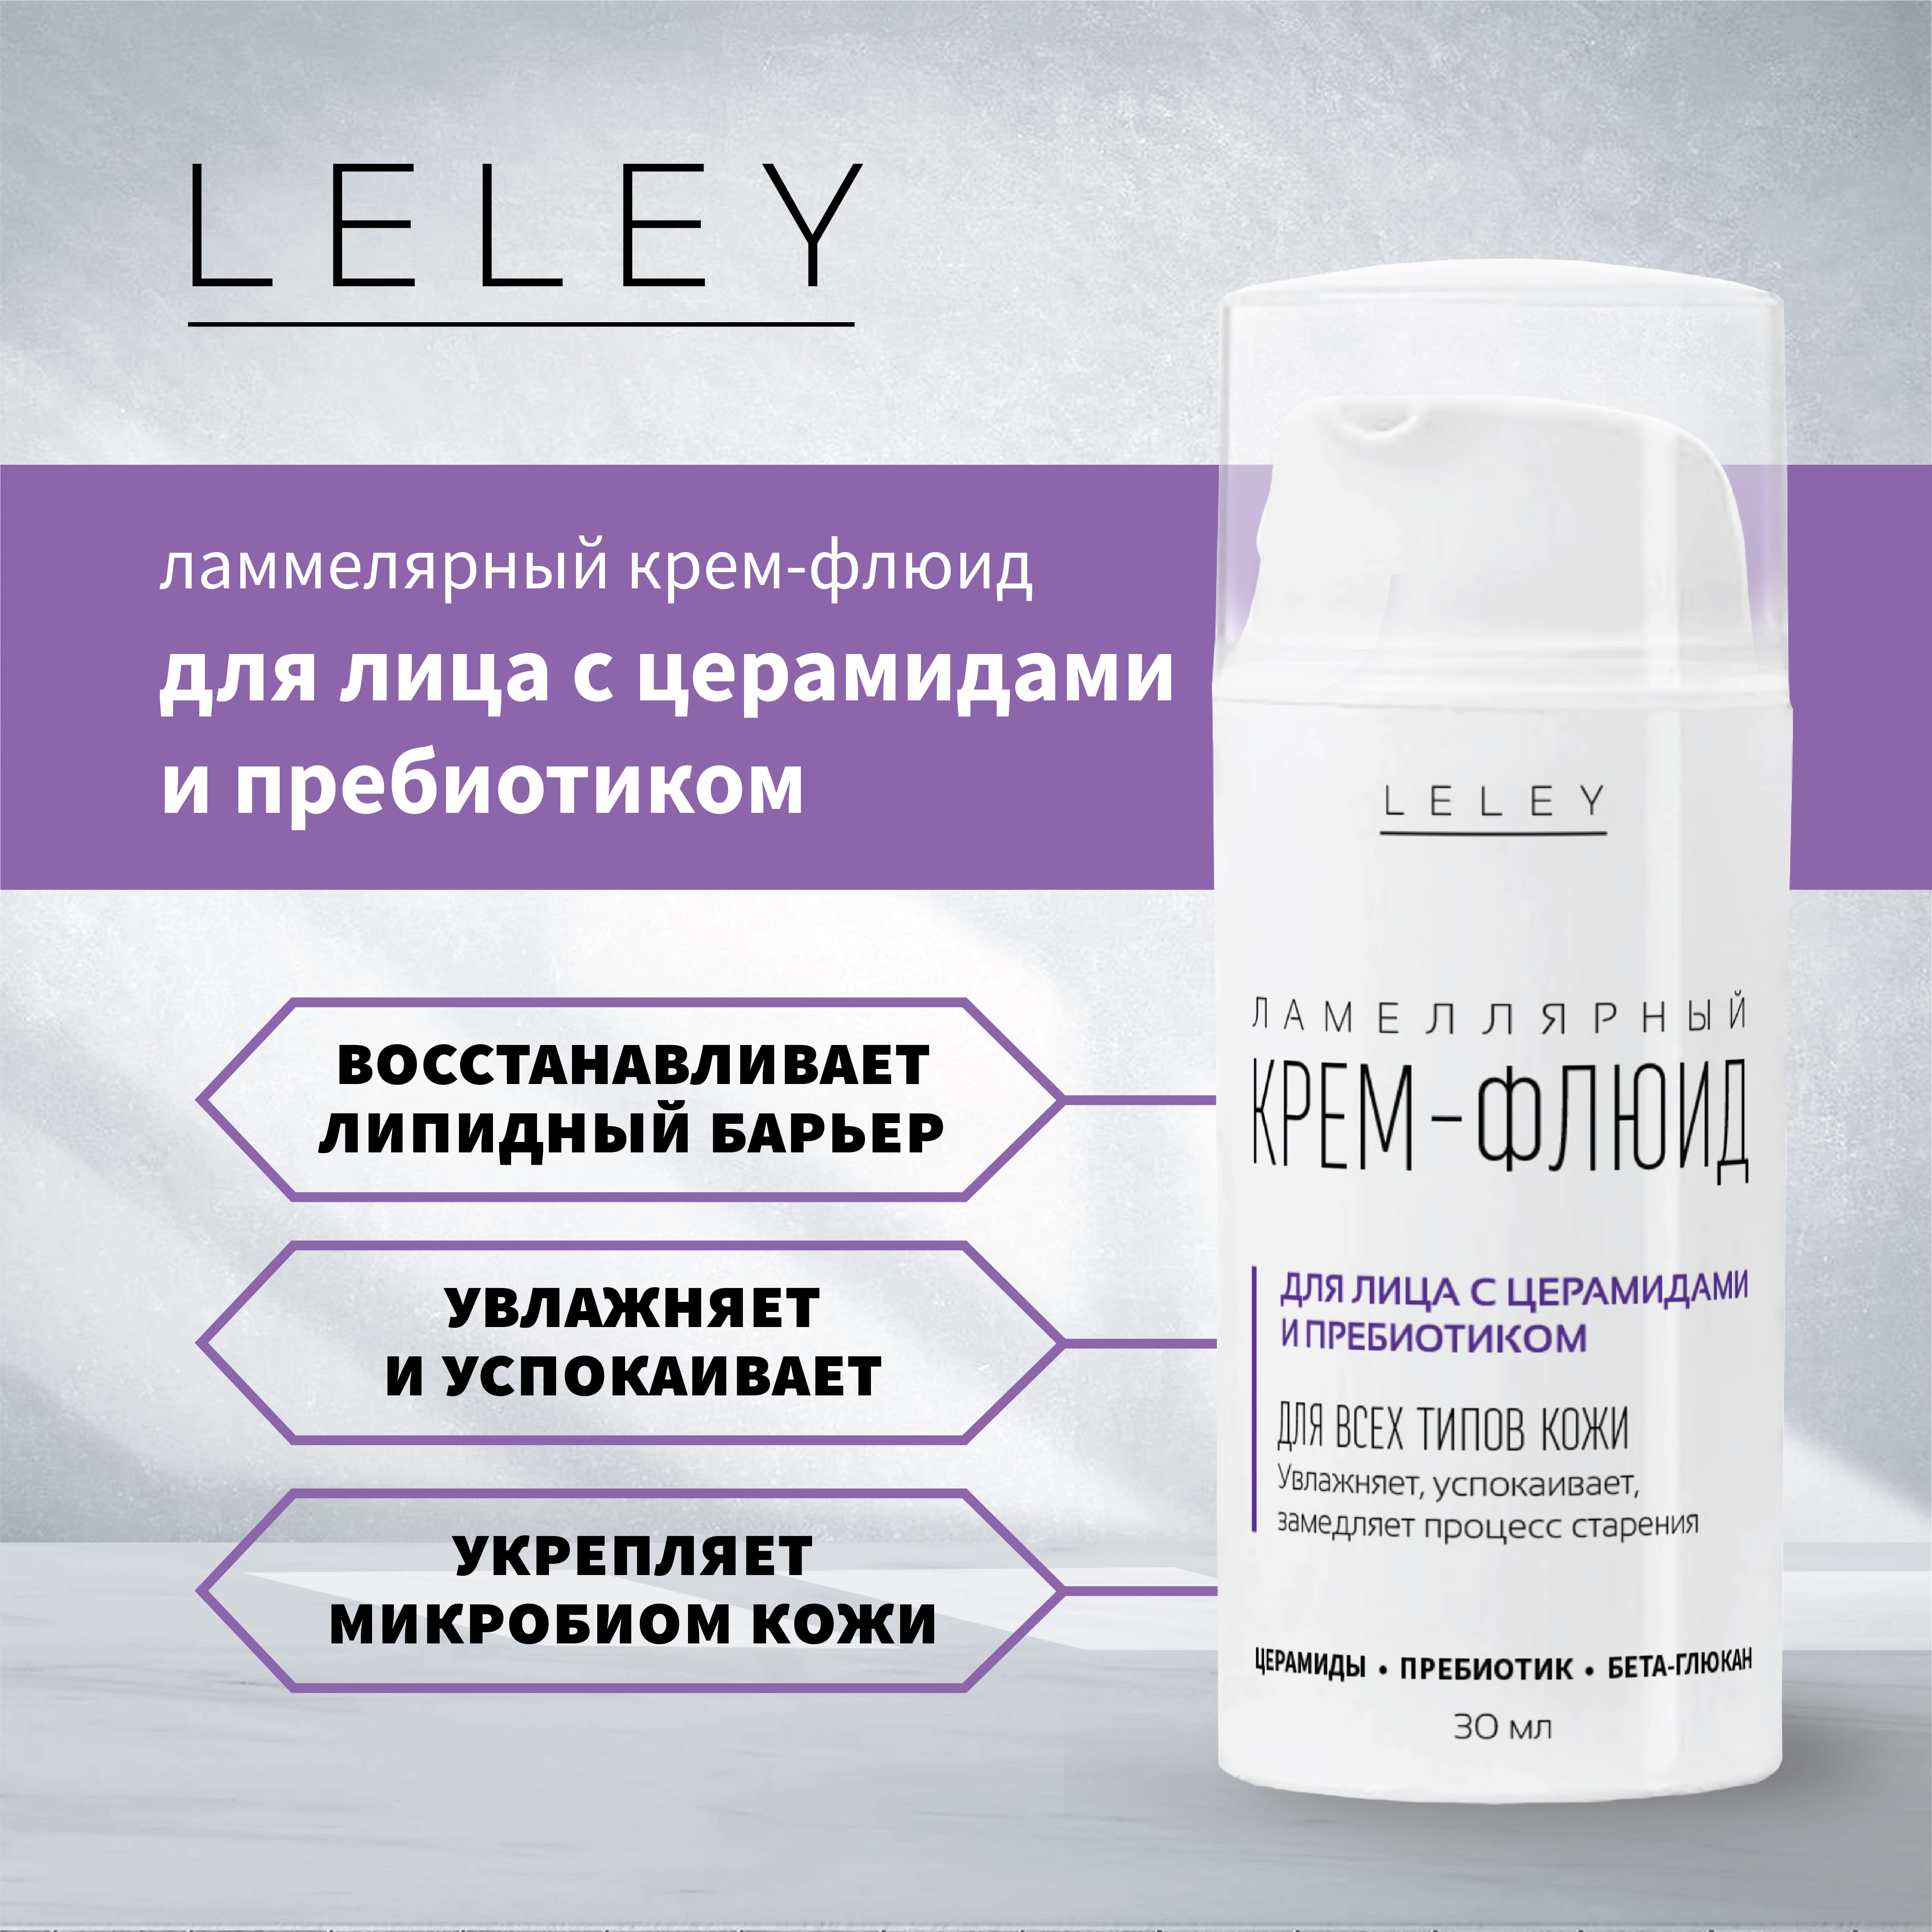 LELEY
ламмелярный крем-флюид
для лица с церамидами
и пребиотиком
ВОССТАНАВЛИВАЕТ
ЛИПИДНЫЙ БАРЬЕР
УВЛАЖНЯЕТ
И УСПОКАИВАЕТ
УКРЕПЛЯЕТ
МИКРОБИОМ КОЖИ
LELEY
ЛАМЕЛЛЯРНЫЙ
КРЕМ-ФЛЮИД
ДЛЯ ЛИЦА С ЦЕРАМИДАМИ
И ПРЕБИОТИКОМ
ДЛЯ ВСЕХ ТИПОВ КОЖИ
Увлажняет, успокаивает,
замедляет процесс старения
ЦЕРАМИДЫ • ПРЕБИОТИК • БЕТА-ГЛЮКАН
30 мл